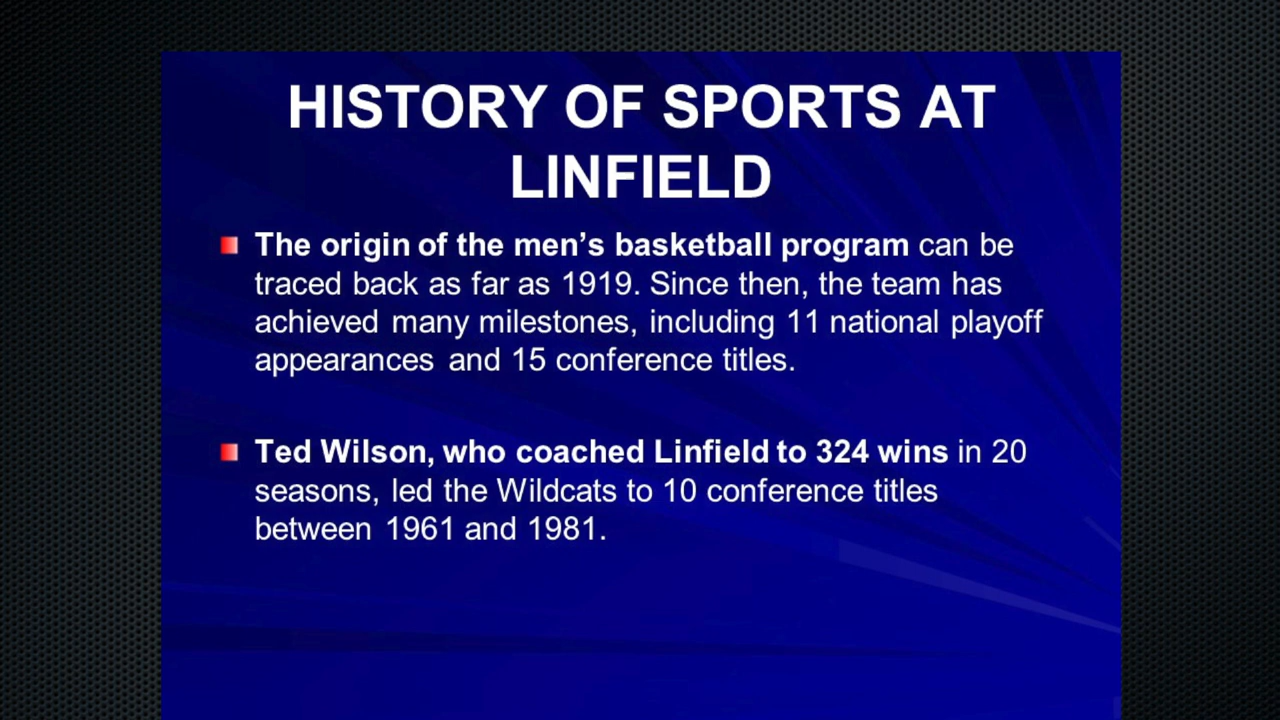 HISTORY OF SPORTS AT
LINFIELD
The origin of the men’s basketball program can be
traced back as far as 1919. Since then, the team has
achieved many milestones, including 11 national playoff
appearances and 15 conference titles.
Ted Wilson, who coached Linfield to 324 wins in 20
seasons, led the Wildcats to 10 conference titles
between 1961 and 1981.